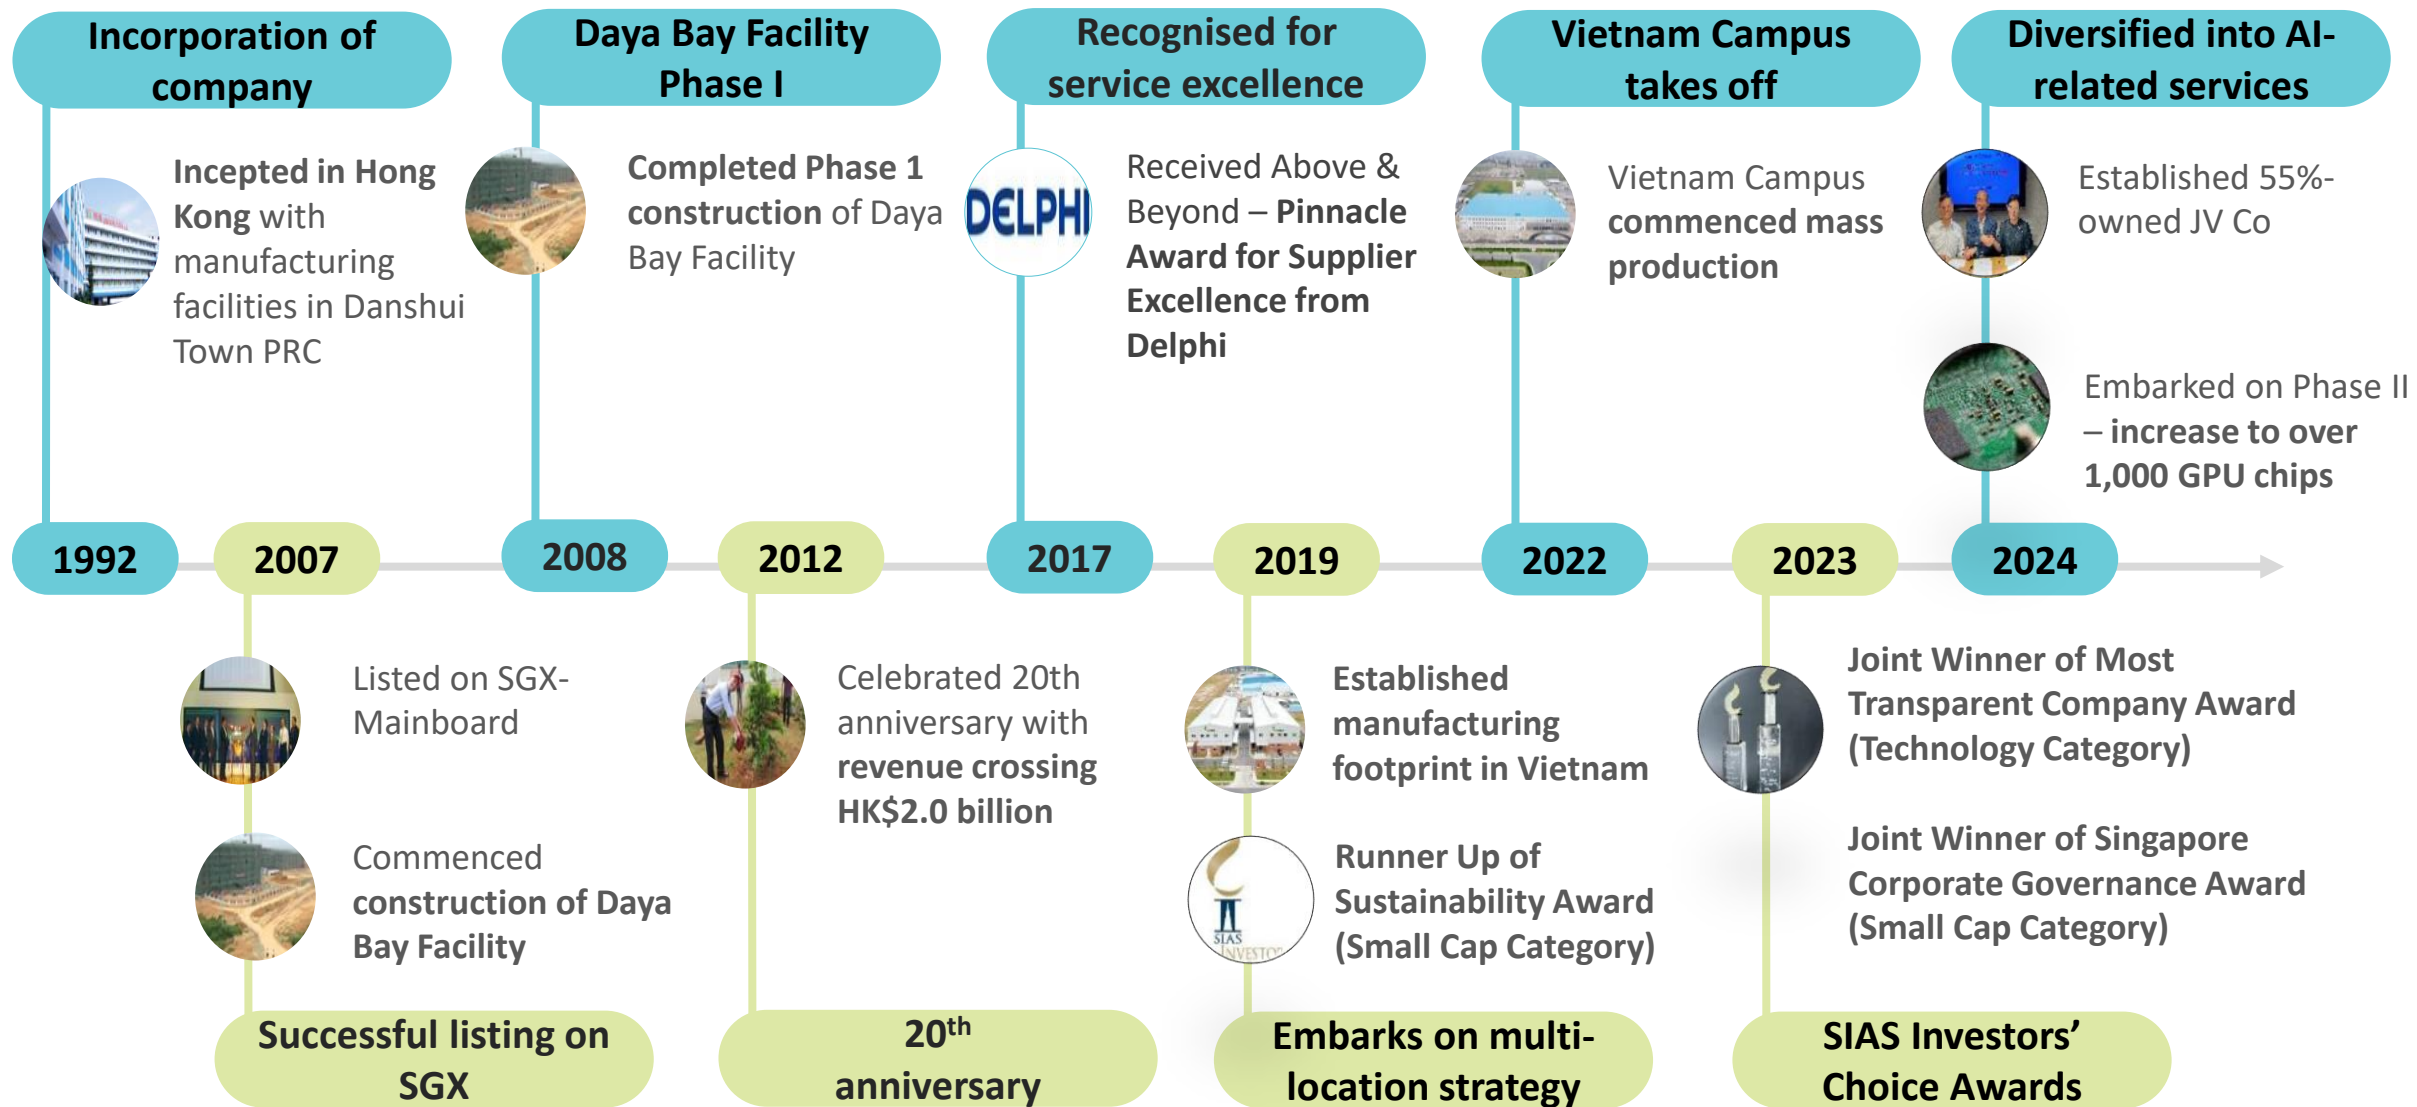 Incorporation of
company
Incepted in Hong
Kong with
manufacturing
facilities in Danshui
Town PRC
Daya Bay Facility
Phase I
Completed Phase 1
construction of Daya
Bay Facility
Recognised for
service excellence
DELPHI
Received Above &
Beyond – Pinnacle
Award for Supplier
Excellence from
Delphi
Vietnam Campus
takes off
Vietnam Campus
commenced mass
production
Diversified into AI-
related services
Established 55%-
owned JV Co
Embarked on Phase II
– increase to over
1,000 GPU chips
1992
2007
2008
2012
2017
2019
2022
2023
2024
Listed on SGX-
Mainboard
Commenced
construction of Daya
Bay Facility
Successful listing on
SGX
Celebrated 20th
anniversary with
revenue crossing
HK$2.0 billion
20th
anniversary
Established
manufacturing
footprint in Vietnam
SIAS
INVESTO
Runner Up of
Sustainability Award
(Small Cap Category)
Embarks on multi-
location strategy
Joint Winner of Most
Transparent Company Award
(Technology Category)
Joint Winner of Singapore
Corporate Governance Award
(Small Cap Category)
SIAS Investors’
Choice Awards